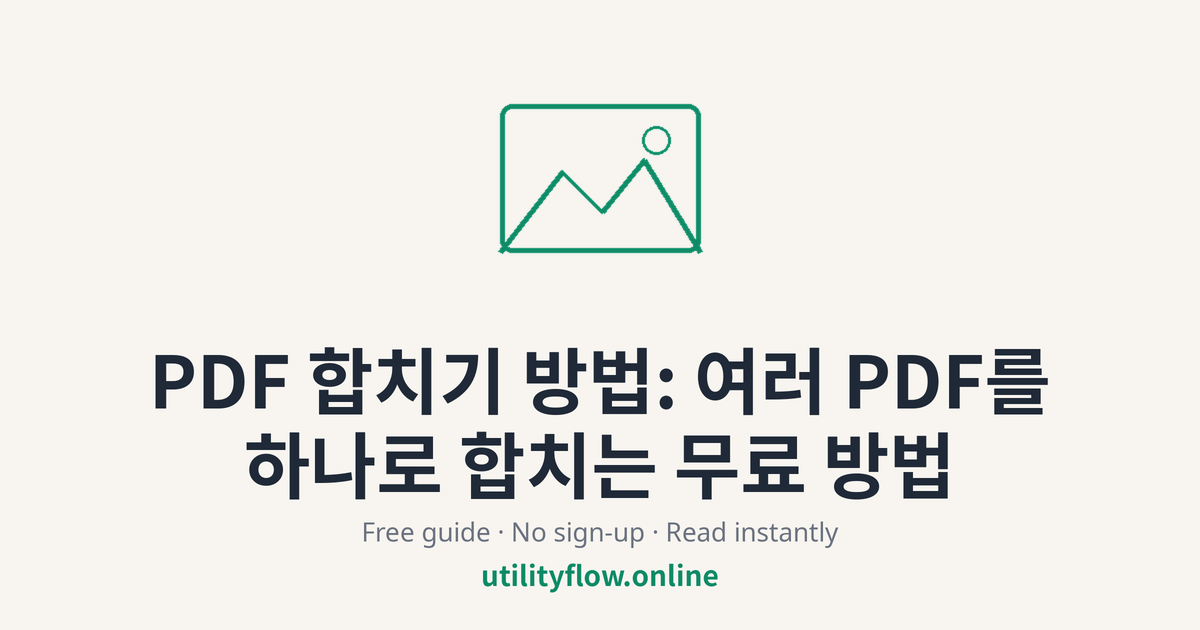 PDF 합치기 방법: 여러 PDF를
하나로 합치는 무료 방법
Free guide · No sign-up · Read instantly
utilityflow.online